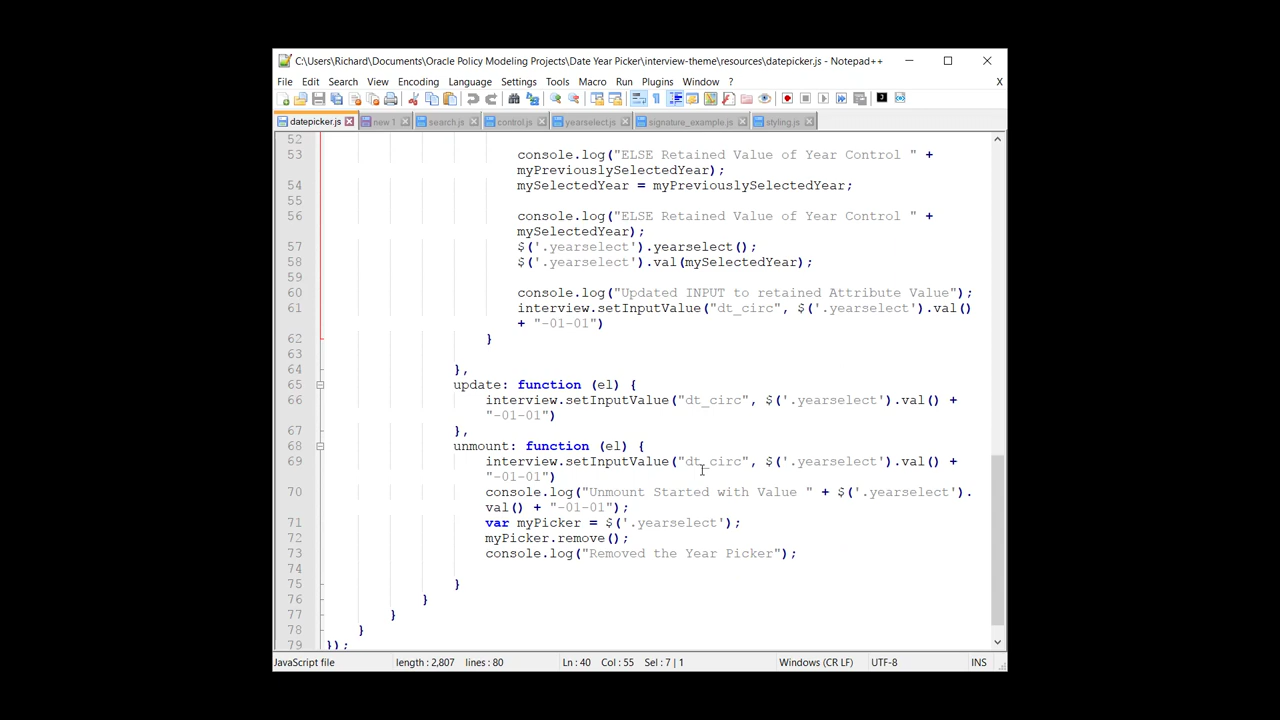 C:\Users\Richard\Documents\Oracle Policy Modeling Projects\Date Year Picker\interview-theme\resources\datepicker.js - Notepad++
File Edit Search View Encoding Language Settings Tools Macro Run Plugins Window ? X
datepicker.js new 1 search.js control.js yearselect.js signature_example.js styling.js
52
53 console.log("ELSE Retained Value of Year Control " +
myPreviouslySelectedYear);
54 mySelectedYear = myPreviouslySelectedYear;
55
56 console.log("ELSE Retained Value of Year Control " +
mySelectedYear);
57 $('.yearselect').yearselect();
58 $('.yearselect').val(mySelectedYear);
59
60 console.log("Updated INPUT to retained Attribute Value");
61 interview.setInputValue("dt_circ", $('.yearselect').val()
+ "-01-01")
62 }
63
64 },
65 update: function (el) {
66 interview.setInputValue("dt_circ", $('.yearselect').val() +
"-01-01")
67 },
68 unmount: function (el) {
69 interview.setInputValue("dt_circ", $('.yearselect').val() +
"-01-01")
70 console.log("Unmount Started with Value " + $('.yearselect').
val() + "-01-01");
71 var myPicker = $('.yearselect');
72 myPicker.remove();
73 console.log("Removed the Year Picker");
74
75 }
76 }
77 }
78 }
79 });
JavaScript file length : 2,807 lines : 80 Ln : 40 Col : 55 Sel : 7 | 1 Windows (CR LF) UTF-8 INS